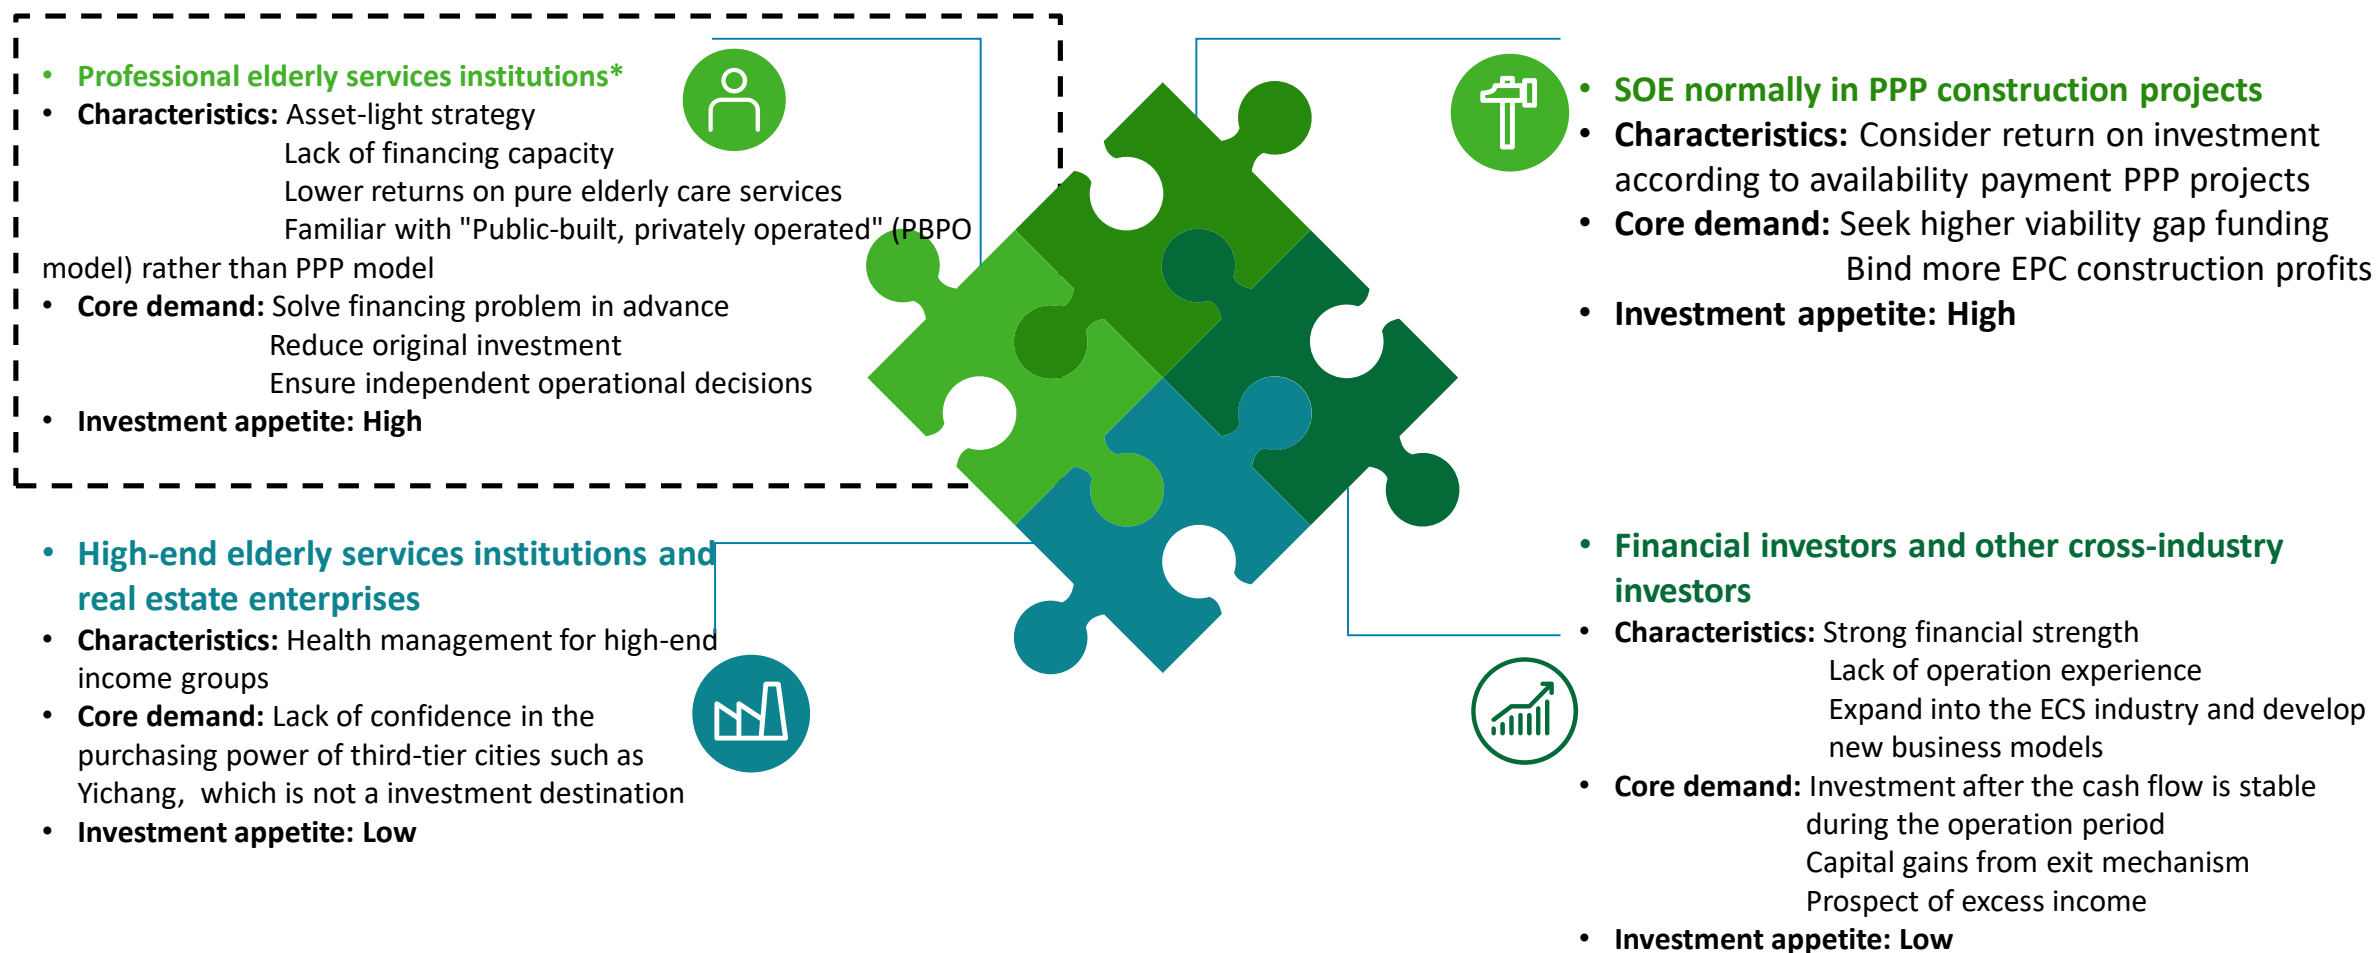 • Professional elderly services institutions*
• Characteristics: Asset-light strategy
Lack of financing capacity
Lower returns on pure elderly care services
Familiar with "Public-built, privately operated" (PBPO
model) rather than PPP model
• Core demand: Solve financing problem in advance
Reduce original investment
Ensure independent operational decisions
• Investment appetite: High
• SOE normally in PPP construction projects
• Characteristics: Consider return on investment
according to availability payment PPP projects
• Core demand: Seek higher viability gap funding
Bind more EPC construction profits
• Investment appetite: High
• High-end elderly services institutions and
real estate enterprises
• Characteristics: Health management for high-end
income groups
• Core demand: Lack of confidence in the
purchasing power of third-tier cities such as
Yichang, which is not a investment destination
• Investment appetite: Low
• Financial investors and other cross-industry
investors
• Characteristics: Strong financial strength
Lack of operation experience
Expand into the ECS industry and develop
new business models
• Core demand: Investment after the cash flow is stable
during the operation period
Capital gains from exit mechanism
Prospect of excess income
• Investment appetite: Low